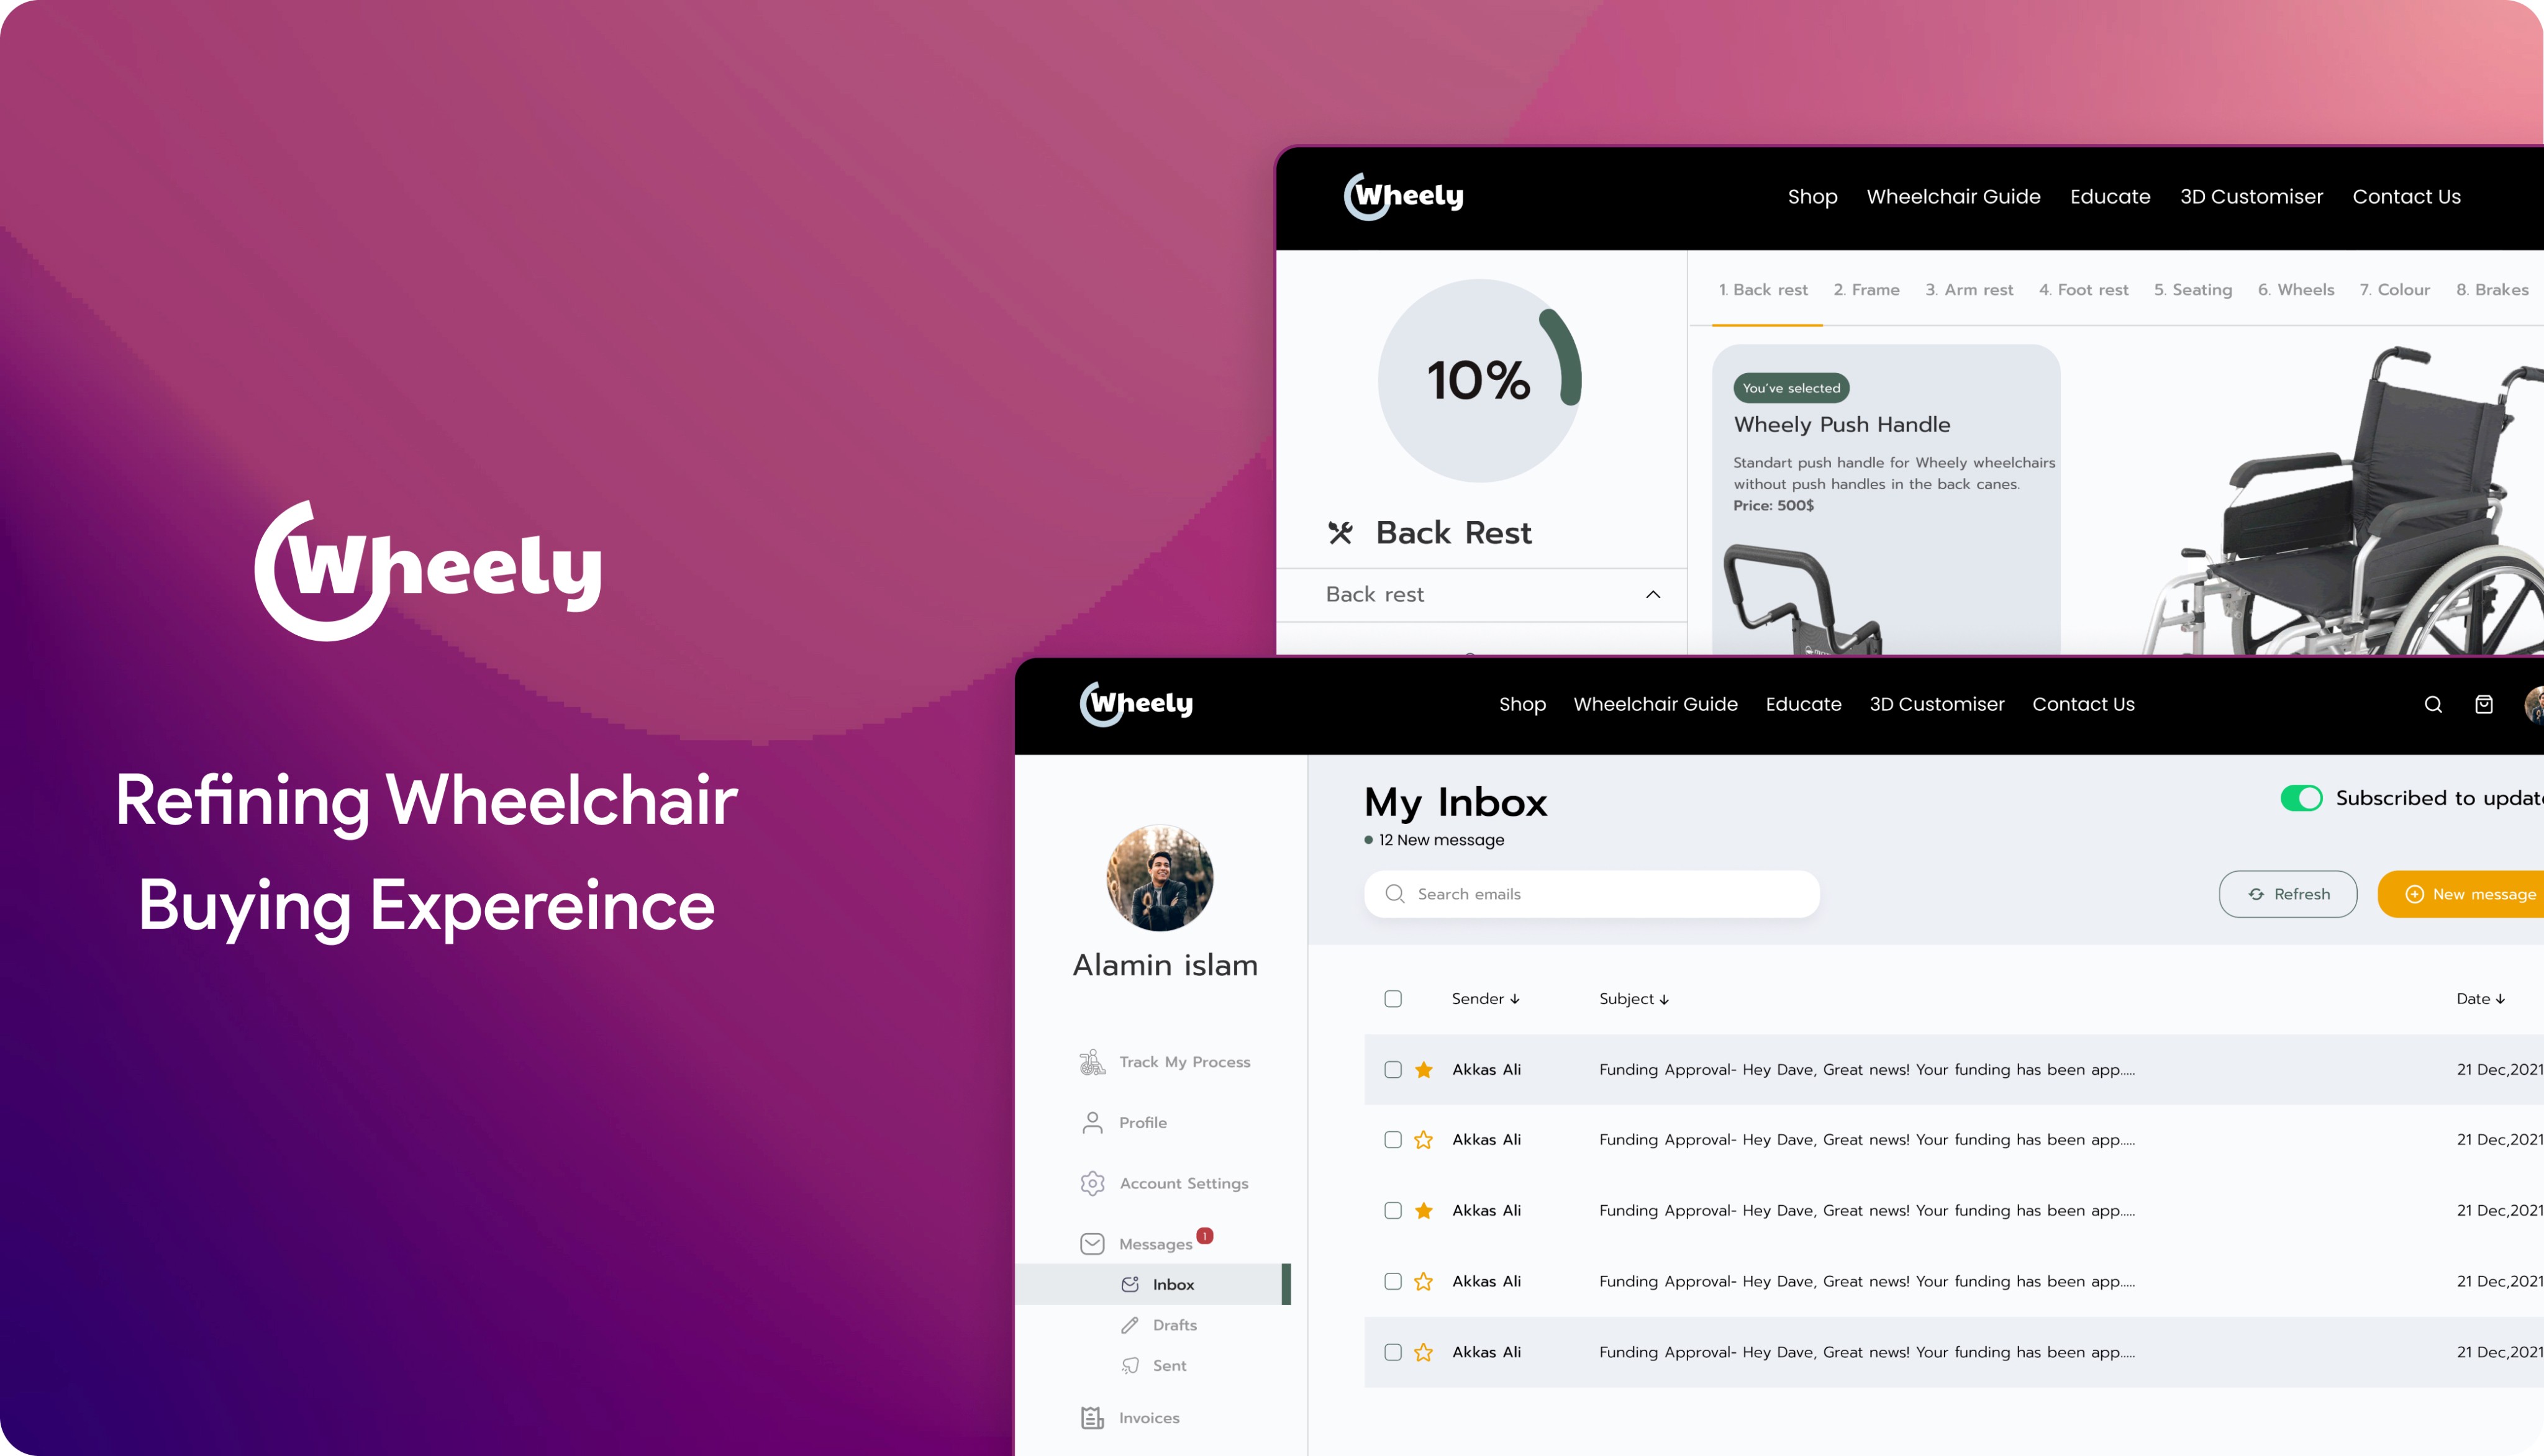 Wheely
Refining Wheelchair
Buying Expereince
Wheely
Shop Wheelchair Guide Educate 3D Customiser Contact Us
10%
Back Rest
Back rest
1. Back rest 2. Frame 3. Arm rest 4. Foot rest 5. Seating 6. Wheels 7. Colour 8. Brakes
You've selected
Wheely Push Handle
Standart push handle for Wheely wheelchairs
without push handles in the back canes.
Price: 500$
Wheely
Shop Wheelchair Guide Educate 3D Customiser Contact Us
Alamin islam
Track My Process
Profile
Account Settings
Messages 1
Inbox
Drafts
Sent
Invoices
My Inbox
12 New message
Subscribed to updat
Search emails
Refresh
New message
Sender Subject Date
Akkas Ali Funding Approval- Hey Dave, Great news! Your funding has been app..... 21 Dec,2021
Akkas Ali Funding Approval- Hey Dave, Great news! Your funding has been app..... 21 Dec,2021
Akkas Ali Funding Approval- Hey Dave, Great news! Your funding has been app..... 21 Dec,2021
Akkas Ali Funding Approval- Hey Dave, Great news! Your funding has been app..... 21 Dec,2021
Akkas Ali Funding Approval- Hey Dave, Great news! Your funding has been app..... 21 Dec,2021